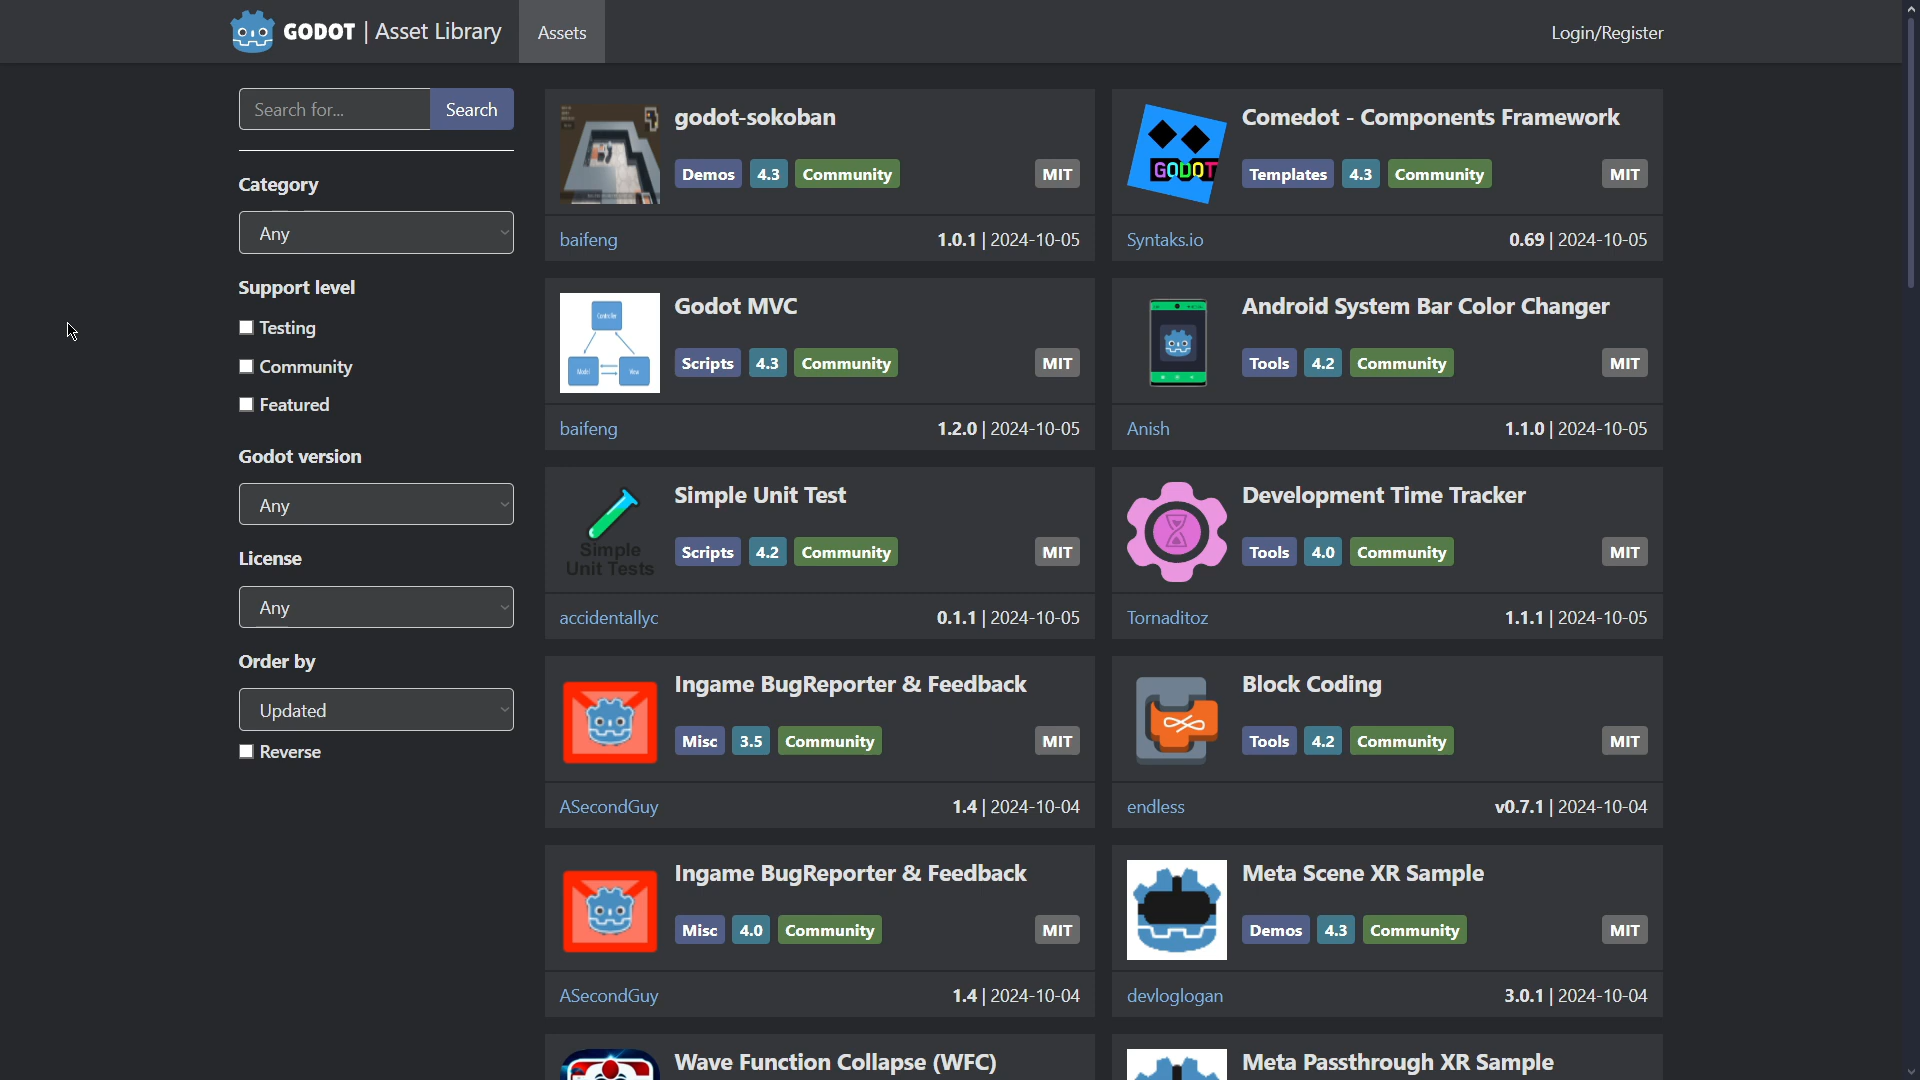 GODOT | Asset Library
Assets
Login/Register
Search for...
Search
Category
Any
Support level
Testing
Community
Featured
Godot version
Any
License
Any
Order by
Updated
Reverse
godot-sokoban
Demos 4.3 Community MIT
baifeng 1.0.1 | 2024-10-05
GODOT
Comedot - Components Framework
Templates 4.3 Community MIT
Syntaks.io 0.69 | 2024-10-05
Controller
Model
View
Godot MVC
Scripts 4.3 Community MIT
baifeng 1.2.0 | 2024-10-05
Android System Bar Color Changer
Tools 4.2 Community MIT
Anish 1.1.0 | 2024-10-05
Simple
Unit Tests
Simple Unit Test
Scripts 4.2 Community MIT
accidentallyc 0.1.1 | 2024-10-05
Development Time Tracker
Tools 4.0 Community MIT
Tornaditoz 1.1.1 | 2024-10-05
Ingame BugReporter & Feedback
Misc 3.5 Community MIT
ASecondGuy 1.4 | 2024-10-04
Block Coding
Tools 4.2 Community MIT
endless v0.7.1 | 2024-10-04
Ingame BugReporter & Feedback
Misc 4.0 Community MIT
ASecondGuy 1.4 | 2024-10-04
Meta Scene XR Sample
Demos 4.3 Community MIT
devloglogan 3.0.1 | 2024-10-04
Wave Function Collapse (WFC)
Meta Passthrough XR Sample